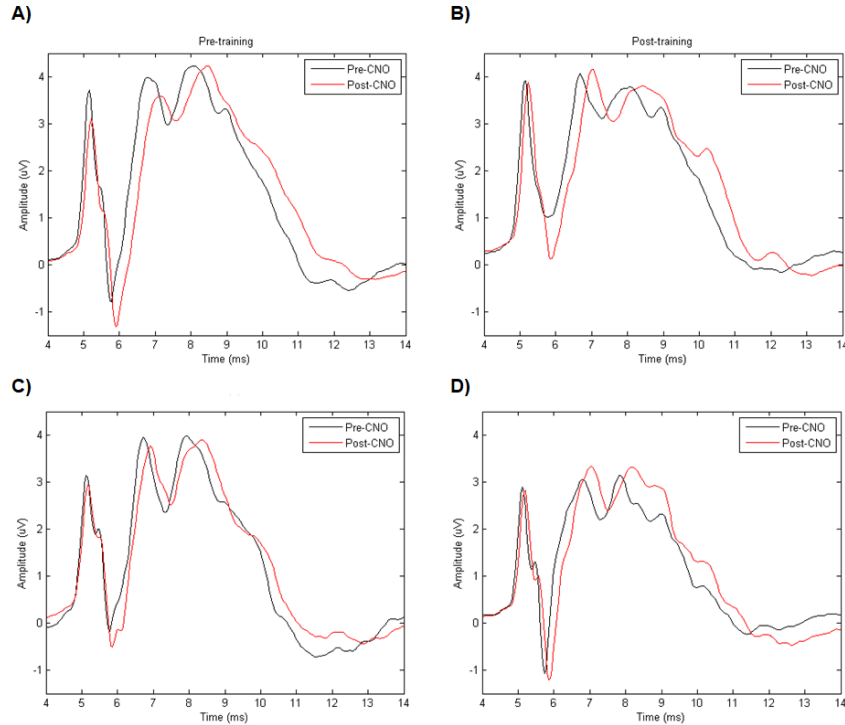 A)
Pre-training
Pre-CNO
Post-CNO
4
3
2
1
0
-1
Amplitude (uV)
4 5 6 7 8 9 10 11 12 13 14
Time (ms)
B)
Post-training
Pre-CNO
Post-CNO
4
3
2
1
0
-1
Amplitude (uV)
4 5 6 7 8 9 10 11 12 13 14
Time (ms)
C)
Pre-CNO
Post-CNO
4
3
2
1
0
-1
Amplitude (uV)
4 5 6 7 8 9 10 11 12 13 14
Time (ms)
D)
Pre-CNO
Post-CNO
4
3
2
1
0
-1
Amplitude (uV)
4 5 6 7 8 9 10 11 12 13 14
Time (ms)